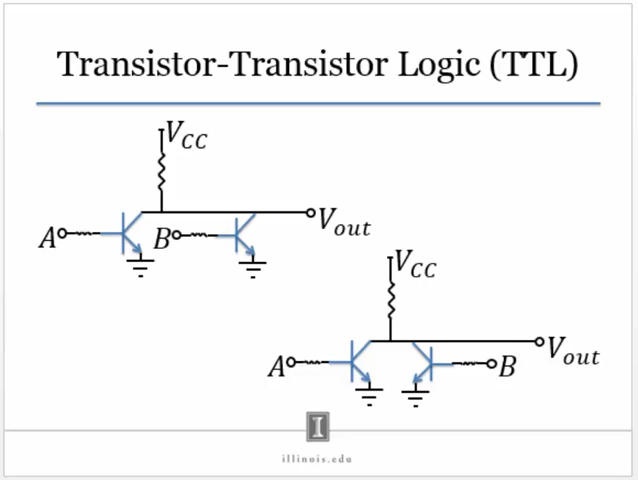 Transistor-Transistor Logic (TTL)
V_CC
A
B
V_out
V_CC
A
B
V_out
I
illinois.edu